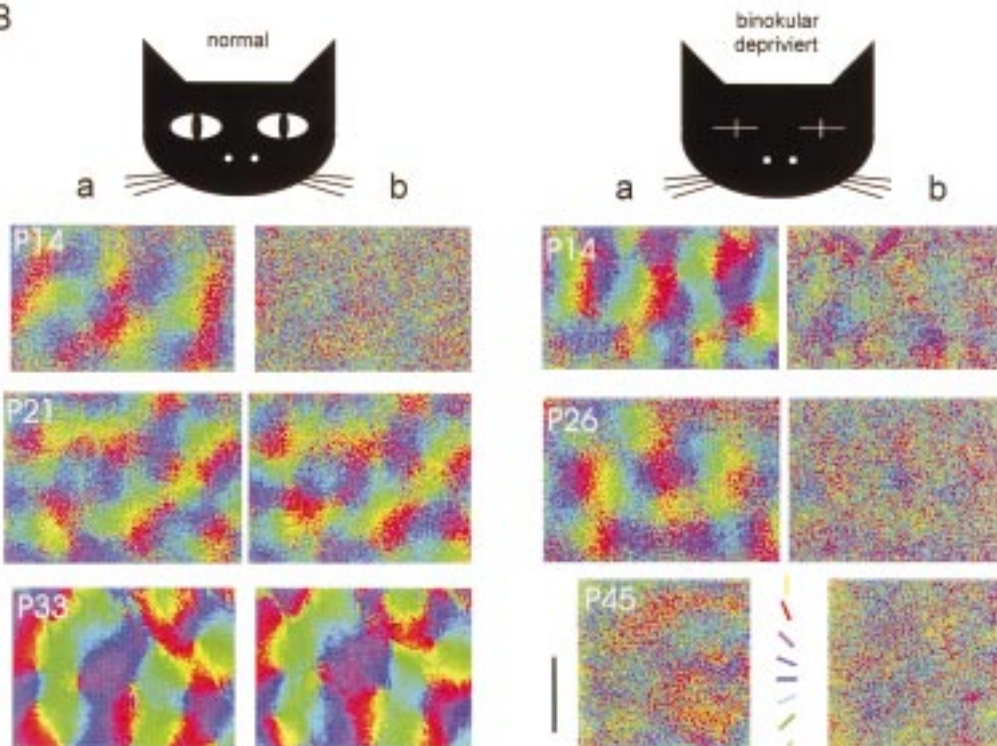 B
normal
binokular
depriviert
a
b
a
b
P14
P14
P21
P26
P33
P45